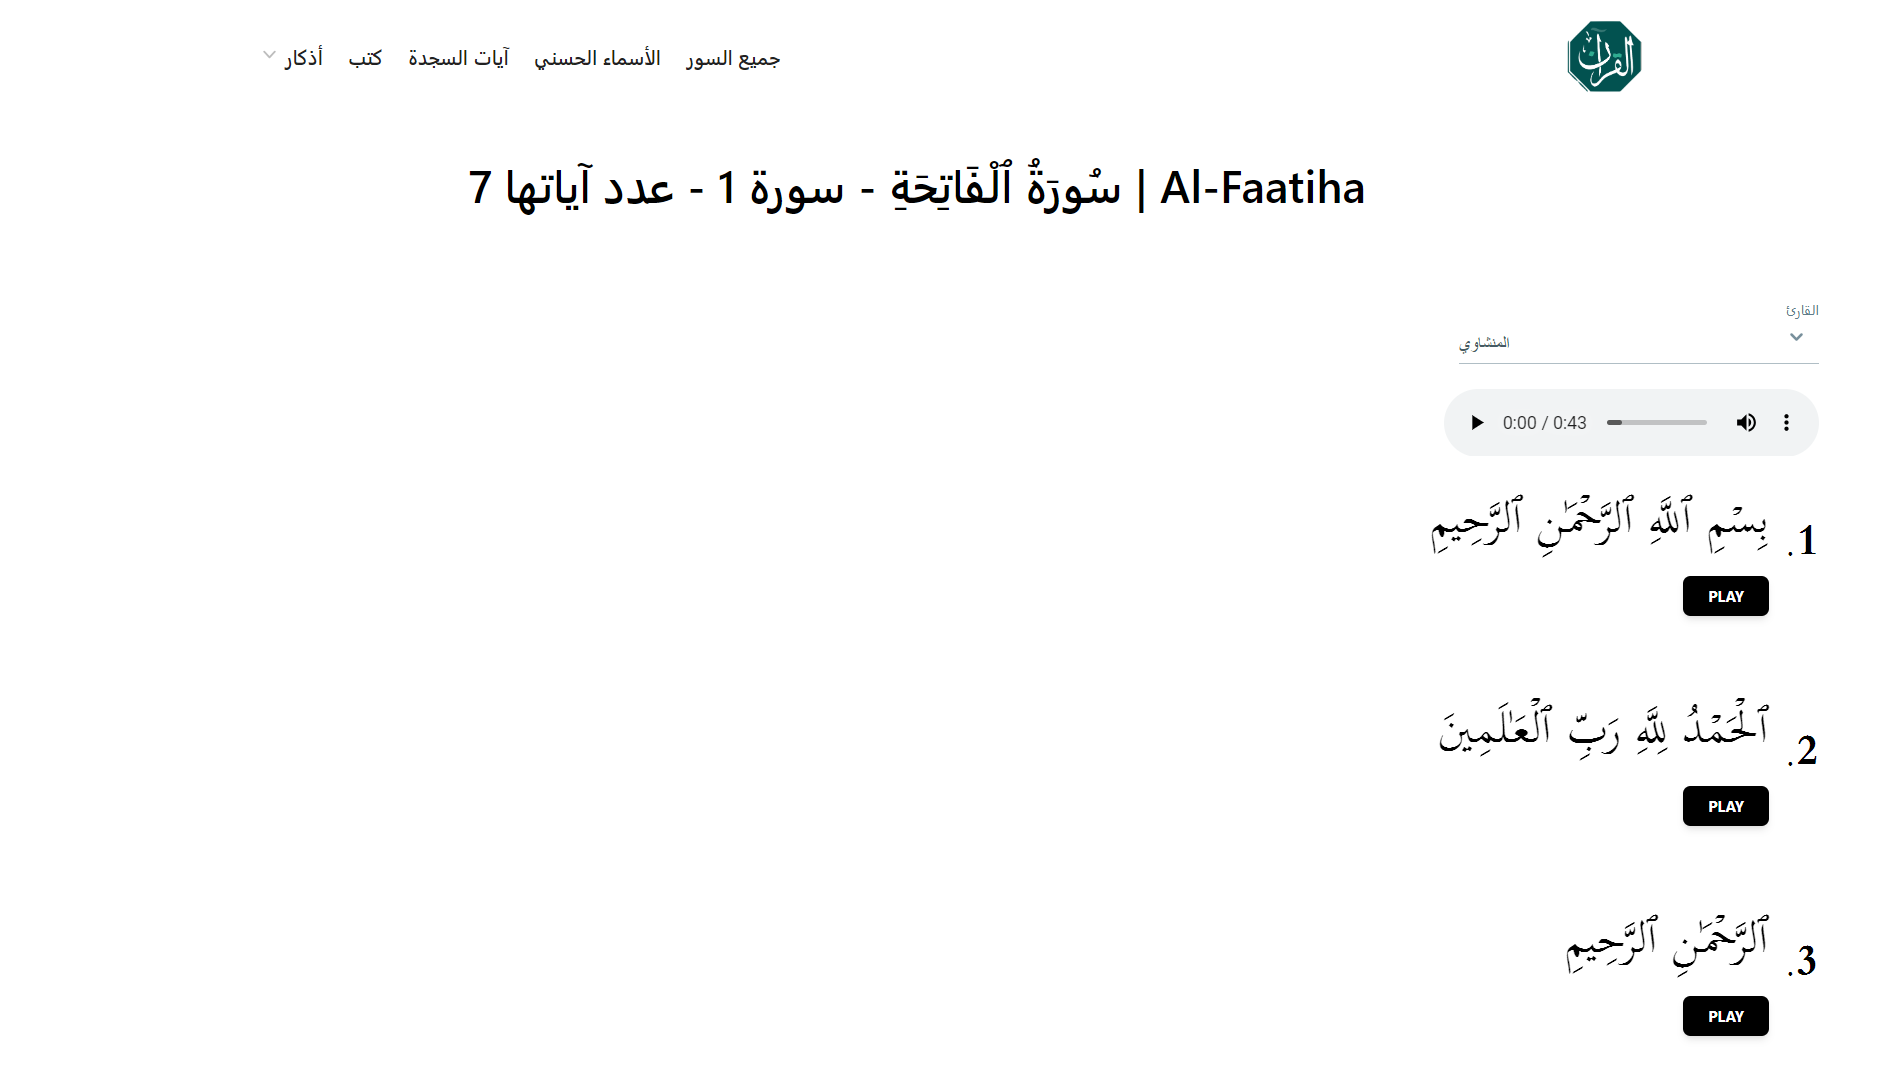 القرآن
جميع السور الأسماء الحسني آيات السجدة كتب أذكار
Al-Faatiha | سُورَةُ ٱلْفَاتِحَةِ - سورة 1 - عدد آياتها 7
القارئ
المنشاوي
0:00 / 0:43
1. بِسْمِ ٱللَّهِ ٱلرَّحْمَٰنِ ٱلرَّحِيمِ
PLAY
2. ٱلْحَمْدُ لِلَّهِ رَبِّ ٱلْعَٰلَمِينَ
PLAY
3. ٱلرَّحْمَٰنِ ٱلرَّحِيمِ
PLAY